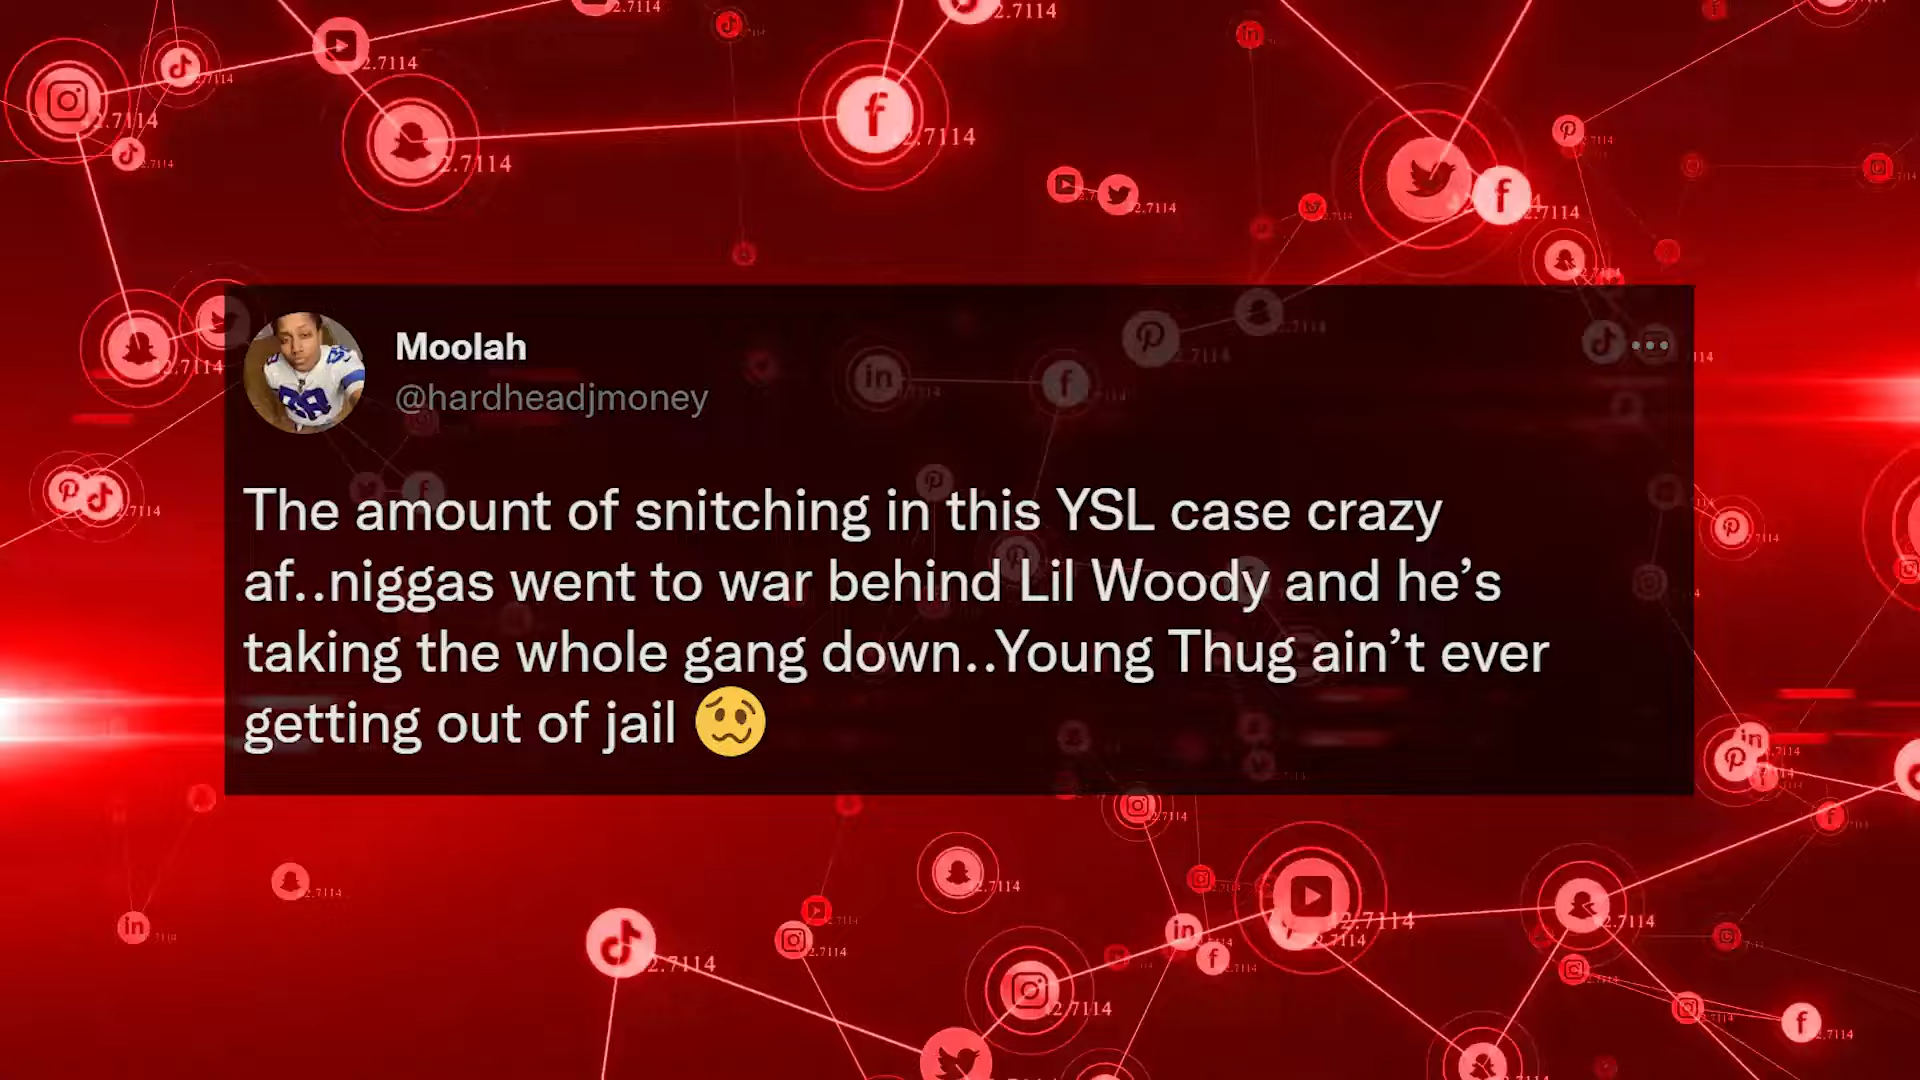 Moolah
@hardheadjmoney
The amount of snitching in this YSL case crazy
af..niggas went to war behind Lil Woody and he’s
taking the whole gang down..Young Thug ain’t ever
getting out of jail 🥴